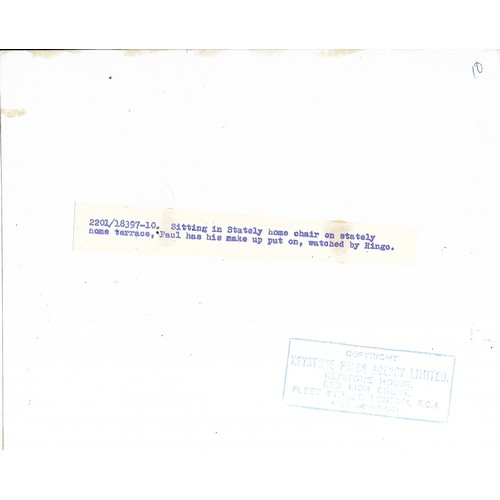 10
2201/18397-10. Sitting in Stately home chair on stately
home terrace, Paul has his make up put on, watched by Ringo.
COPYRIGHT
KEYSTONE PRESS AGENCY LIMITED.
KEYSTONE HOUSE,
RED LION COURT,
FLEET STREET, LONDON, E.C.4.